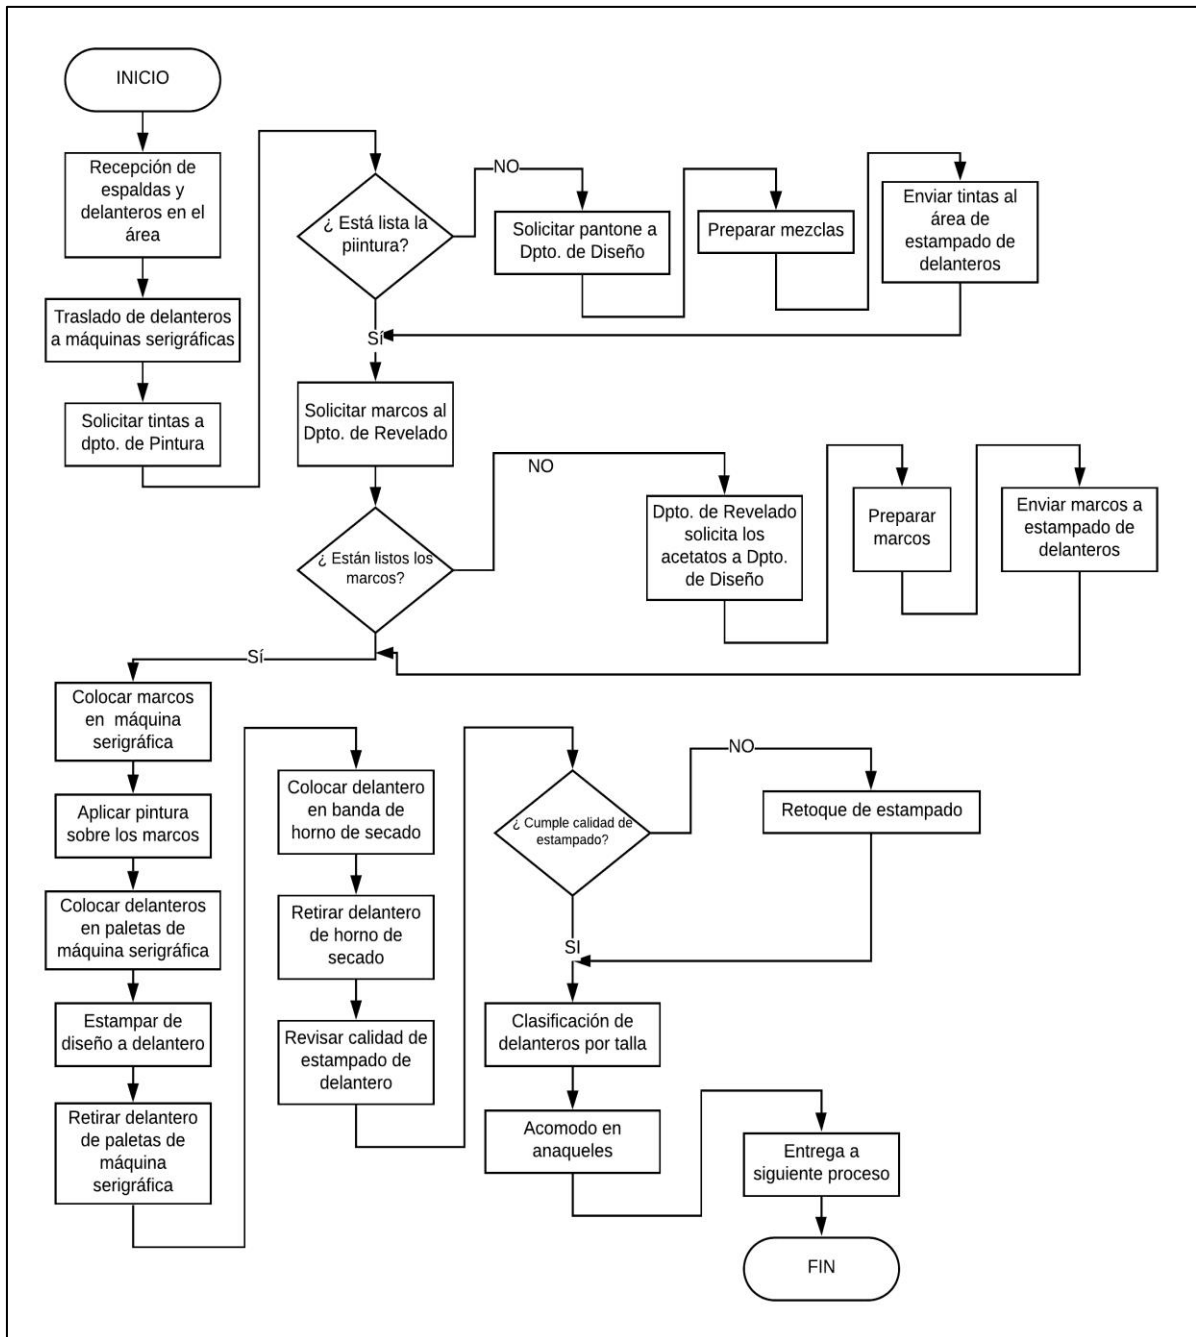 INICIO
Recepción de
espaldas y
delanteros en el
área
Traslado de delanteros
a máquinas serigráficas
Solicitar tintas a
dpto. de Pintura
¿ Está lista la
piintura?
NO
Solicitar pantone a
Dpto. de Diseño
Preparar mezclas
Enviar tintas al
área de
estampado de
delanteros
SÍ
Solicitar marcos al
Dpto. de Revelado
¿ Están listos los
marcos?
NO
Dpto. de Revelado
solicita los
acetatos a Dpto.
de Diseño
Preparar
marcos
Enviar marcos a
estampado de
delanteros
SÍ
Colocar marcos
en máquina
serigráfica
Aplicar pintura
sobre los marcos
Colocar delanteros
en paletas de
máquina serigráfica
Estampar de
diseño a delantero
Retirar delantero
de paletas de
máquina
serigráfica
Colocar delantero
en banda de
horno de secado
Retirar delantero
de horno de
secado
Revisar calidad de
estampado de
delantero
¿ Cumple calidad de
estampado?
NO
Retoque de estampado
SI
Clasificación de
delanteros por talla
Acomodo en
anaqueles
Entrega a
siguiente proceso
FIN